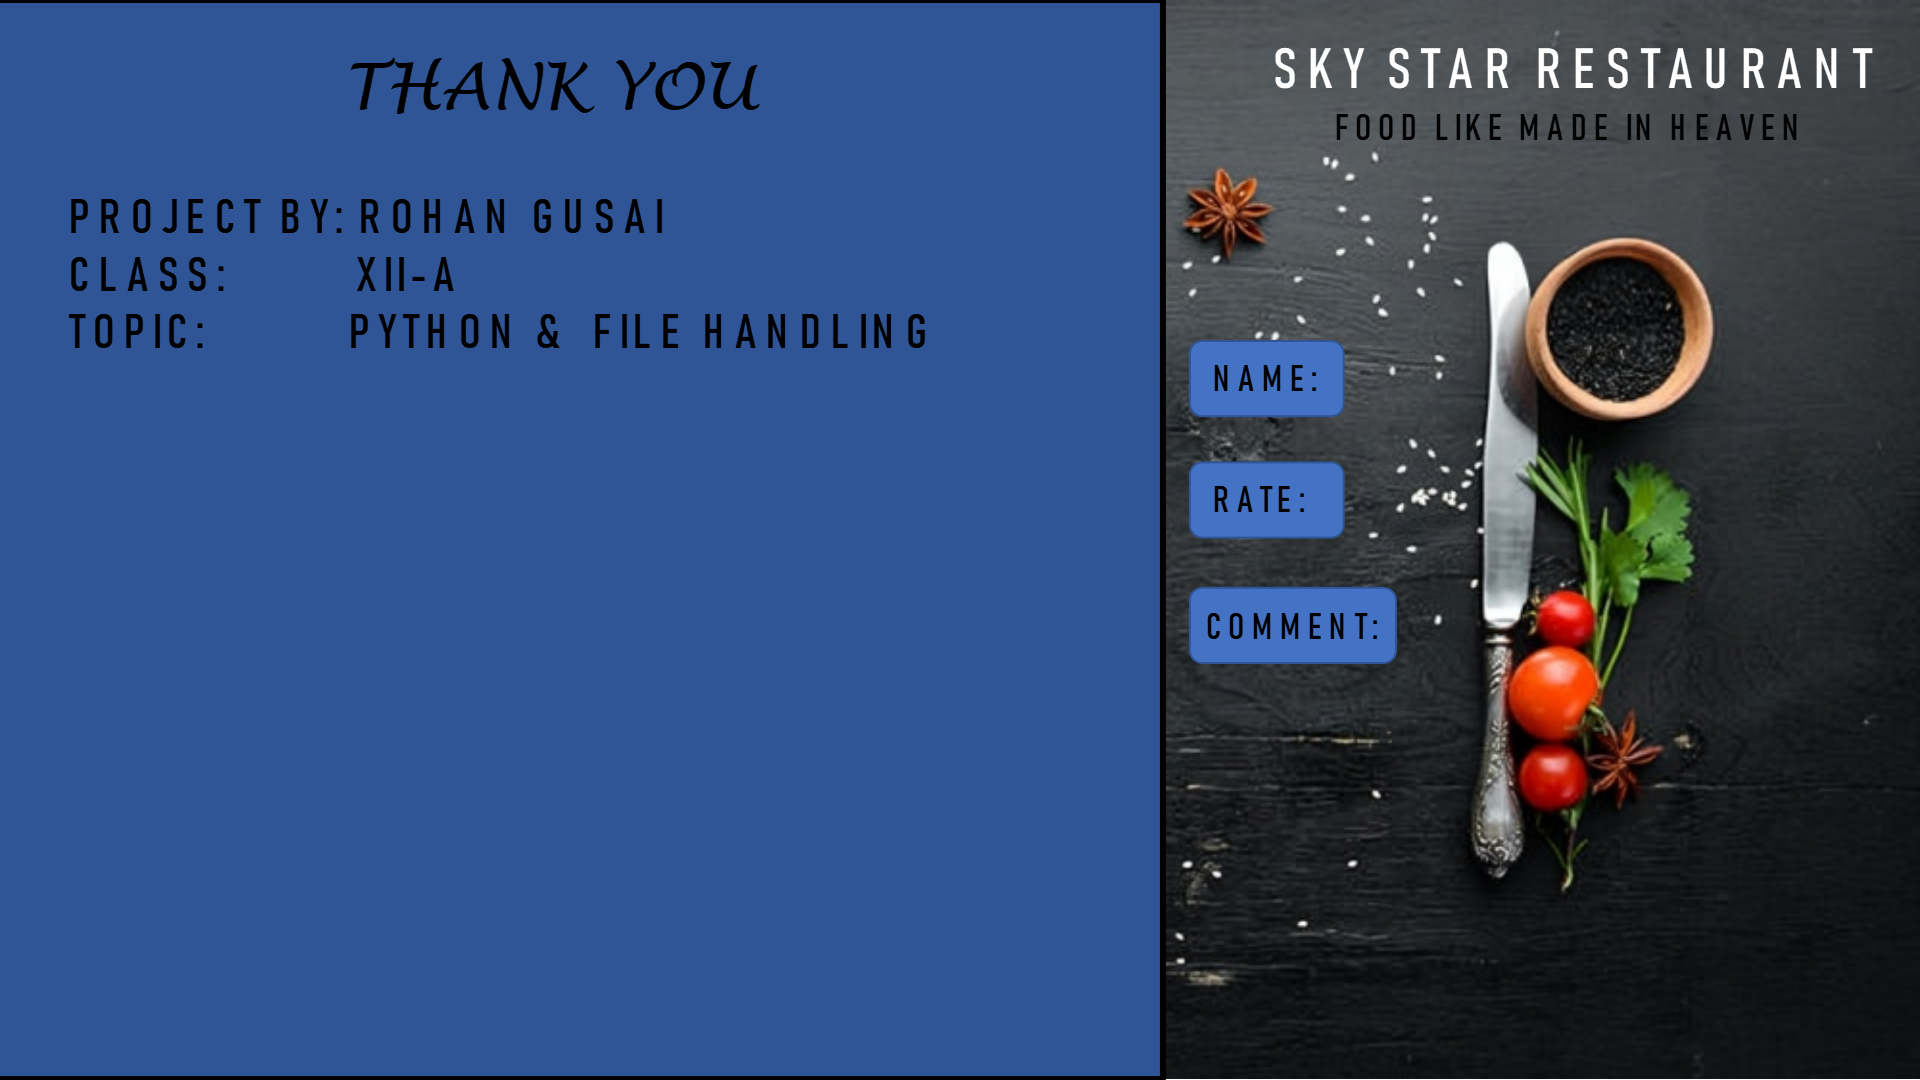 THANK YOU
PROJECT BY: ROHAN GUSAI
CLASS: XII-A
TOPIC: PYTHON & FILE HANDLING
SKY STAR RESTAURANT
FOOD LIKE MADE IN HEAVEN
NAME:
RATE:
COMMENT: